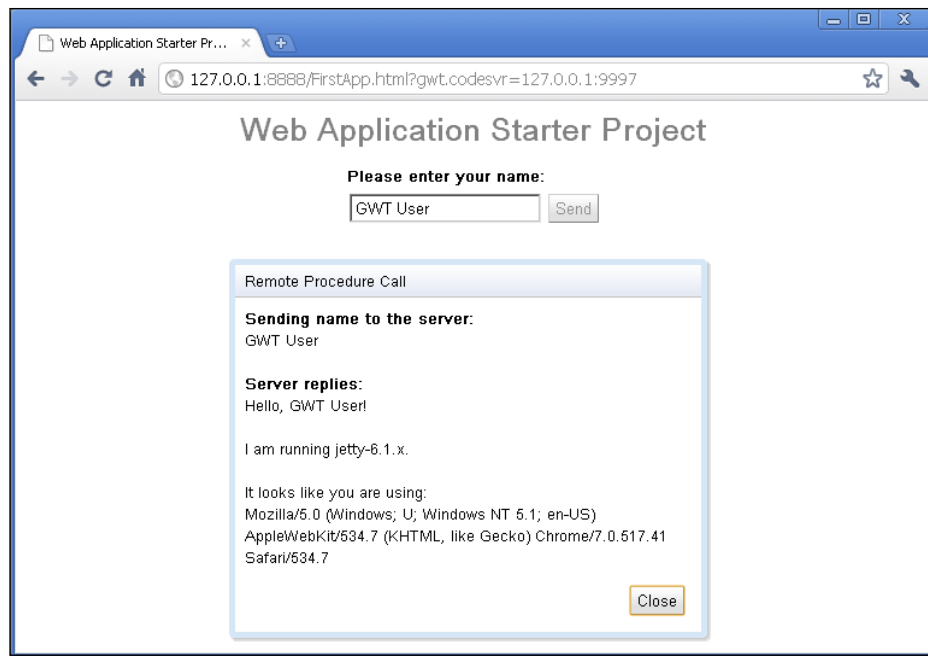 Web Application Starter Pr...
127.0.0.1:8888/FirstApp.html?gwt.codesvr=127.0.0.1:9997
Web Application Starter Project
Please enter your name:
GWT User
Send
Remote Procedure Call
Sending name to the server:
GWT User
Server replies:
Hello, GWT User!
I am running jetty-6.1.x.
It looks like you are using:
Mozilla/5.0 (Windows; U; Windows NT 5.1; en-US)
AppleWebKit/534.7 (KHTML, like Gecko) Chrome/7.0.517.41
Safari/534.7
Close